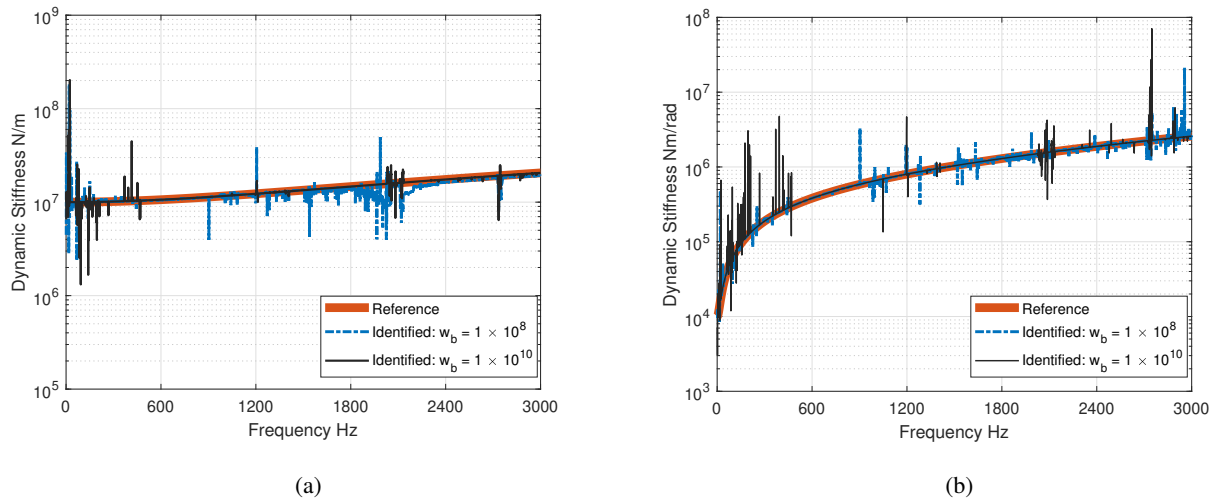 10^9
10^8
10^7
10^6
10^5
Dynamic Stiffness N/m
0 600 1200 1800 2400 3000
Frequency Hz
Reference
Identified: w_b = 1 × 10^8
Identified: w_b = 1 × 10^10
(a)
10^8
10^7
10^6
10^5
10^4
10^3
Dynamic Stiffness Nm/rad
0 600 1200 1800 2400 3000
Frequency Hz
Reference
Identified: w_b = 1 × 10^8
Identified: w_b = 1 × 10^10
(b)